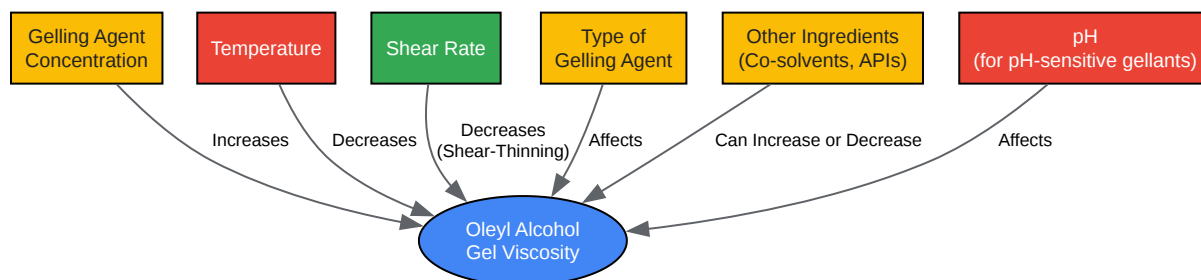 Gelling Agent
Concentration
Temperature
Shear Rate
Type of
Gelling Agent
Other Ingredients
(Co-solvents, APIs)
pH
(for pH-sensitive gellants)
Increases
Decreases
Decreases
(Shear-Thinning)
Affects
Can Increase or Decrease
Affects
Oleyl Alcohol
Gel Viscosity